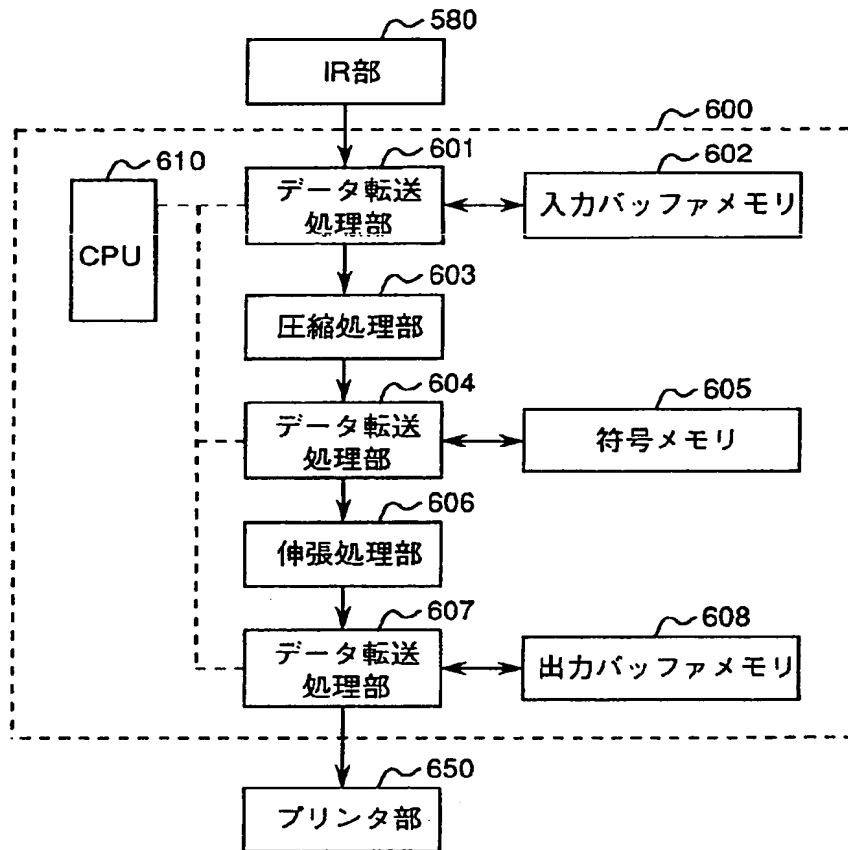 580
IR部
600
610
601
602
CPU
データ転送
処理部
入力バッファメモリ
603
圧縮処理部
604
605
データ転送
処理部
符号メモリ
606
伸張処理部
607
608
データ転送
処理部
出力バッファメモリ
650
プリンタ部